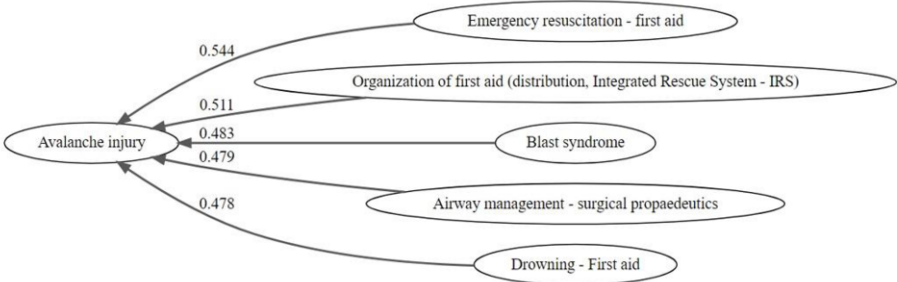 Emergency resuscitation - first aid
0.544
Organization of first aid (distribution, Integrated Rescue System - IRS)
0.511
Avalanche injury
0.483
Blast syndrome
0.479
Airway management - surgical propaedeutics
0.478
Drowning - First aid